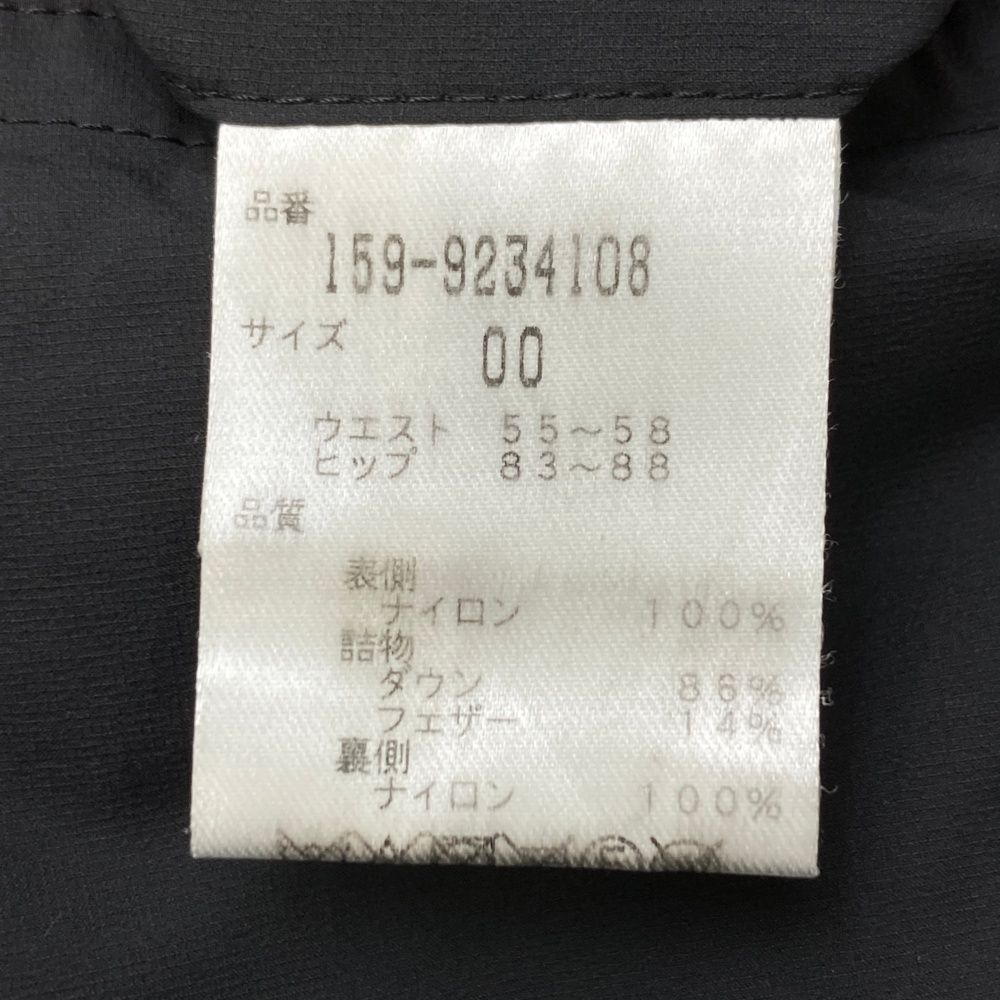 品番
159-9234108
サイズ 00
ウエスト 55～58
ヒップ 83～88
品質
表側
ナイロン 100%
詰物
ダウン 86%
フェザー 14%
裏側
ナイロン 100%